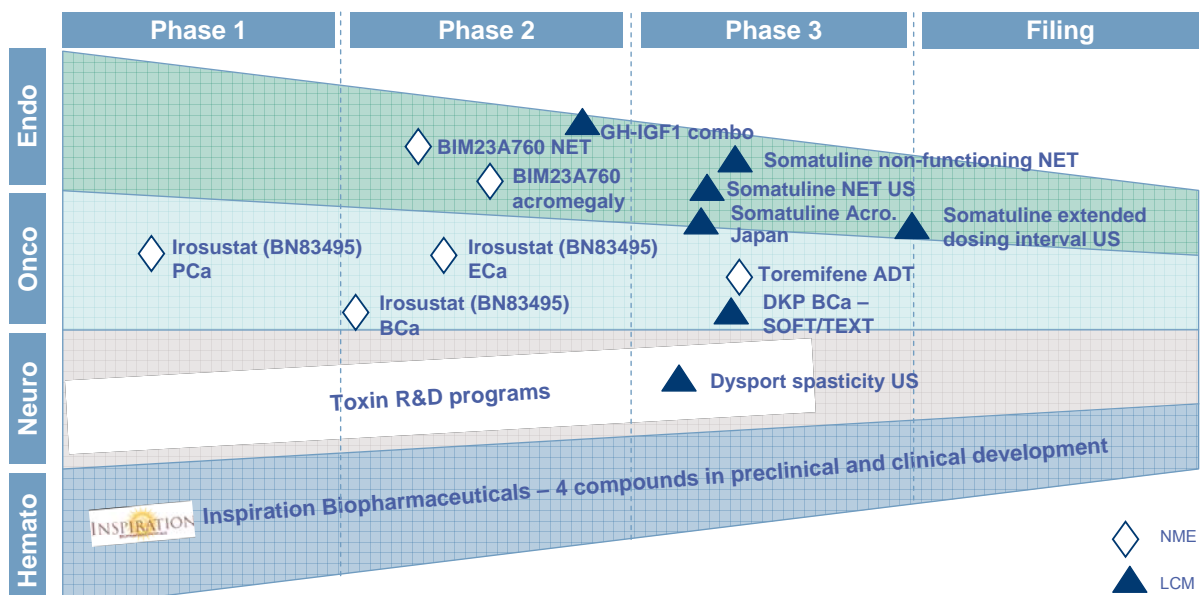 Phase 1
Phase 2
Phase 3
Filing
Endo
GH-IGF1 combo
BIM23A760 NET
Somatuline non-functioning NET
BIM23A760
acromegaly
Somatuline NET US
Somatuline Acro.
Japan
Somatuline extended
dosing interval US
Onco
Irosustat (BN83495)
PCa
Irosustat (BN83495)
ECa
Toremifene ADT
Irosustat (BN83495)
BCa
DKP BCa –
SOFT/TEXT
Neuro
Toxin R&D programs
Dysport spasticity US
Hemato
INSPIRATION
Inspiration Biopharmaceuticals – 4 compounds in preclinical and clinical development
NME
LCM